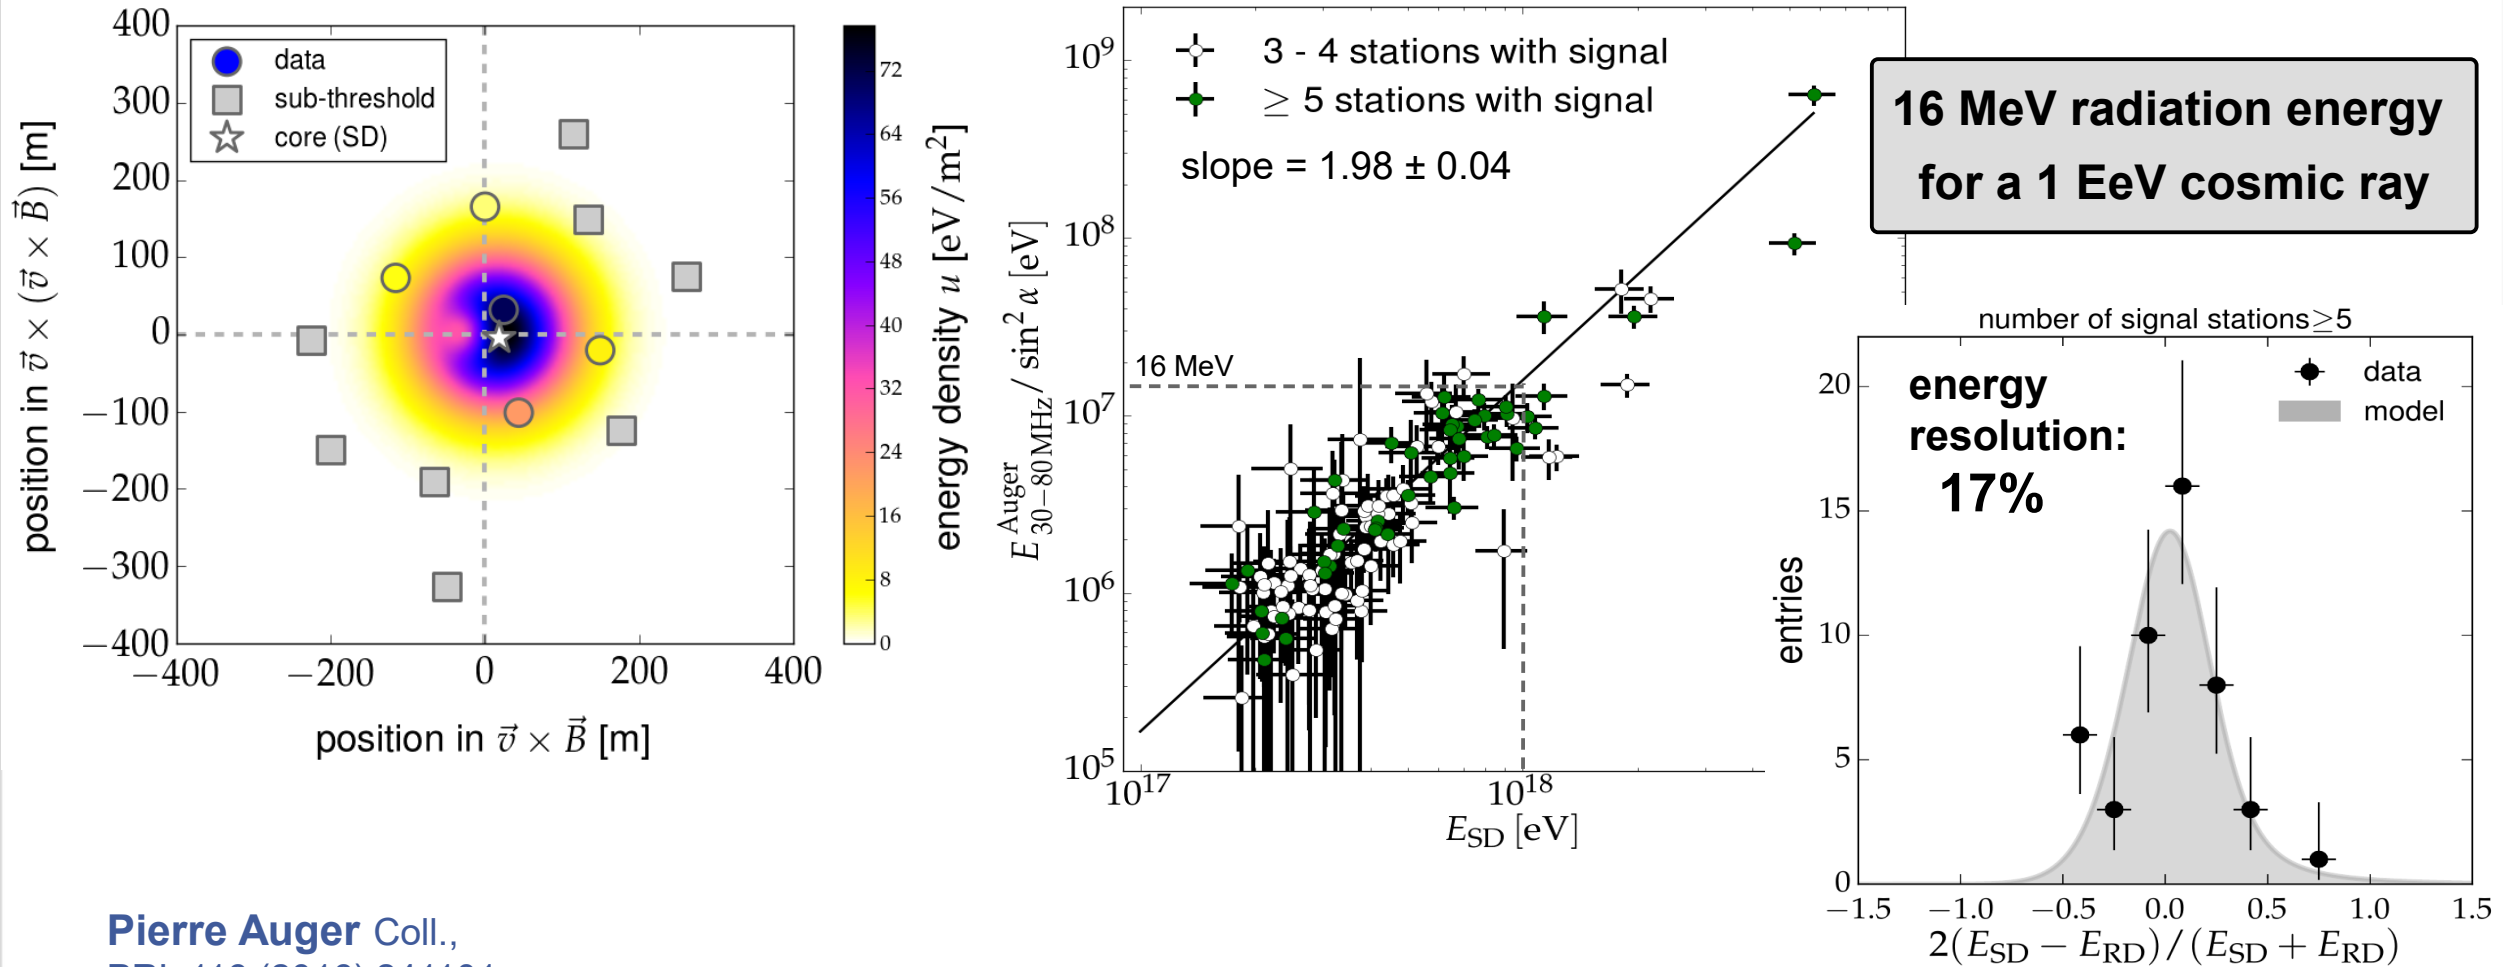 400
300
200
100
0
−100
−200
−300
−400
−400
−200
0
200
400
position in v⃗ × (v⃗ × B⃗) [m]
position in v⃗ × B⃗ [m]
data
sub-threshold
core (SD)
72
64
56
48
40
32
24
16
8
0
energy density u [eV/m²]
10⁹
10⁸
10⁷
10⁶
10⁵
10¹⁷
10¹⁸
E^Auger_30−80MHz / sin² α [eV]
E_SD [eV]
3 - 4 stations with signal
≥ 5 stations with signal
slope = 1.98 ± 0.04
16 MeV
16 MeV radiation energy
for a 1 EeV cosmic ray
number of signal stations≥5
energy
resolution:
17%
data
model
20
15
10
5
0
entries
−1.5
−1.0
−0.5
0.0
0.5
1.0
1.5
2(E_SD − E_RD)/(E_SD + E_RD)
Pierre Auger Coll.,